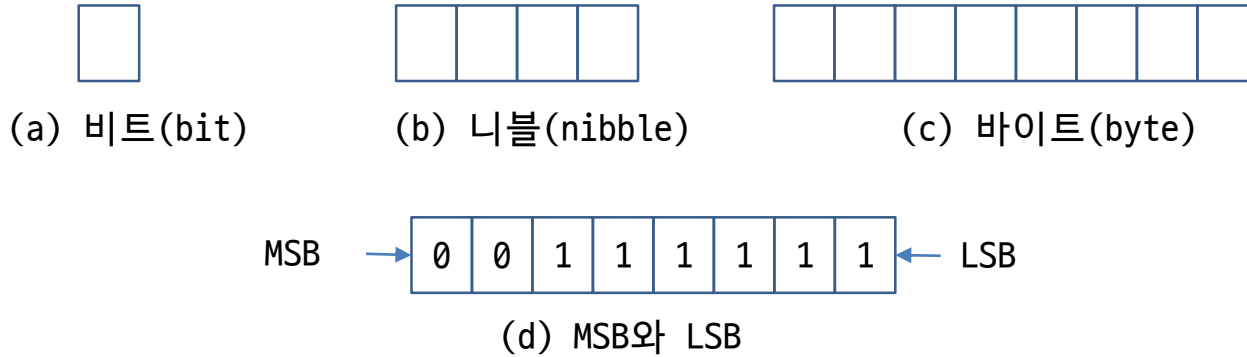 (a) 비트(bit) (b) 니블(nibble) (c) 바이트(byte)
MSB 0 0 1 1 1 1 1 1 LSB
(d) MSB와 LSB